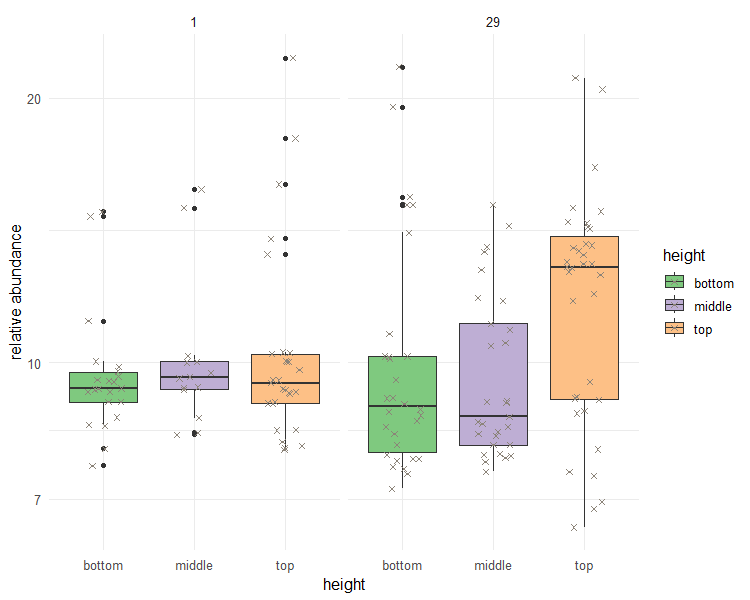 1 29
20
10
7
relative abundance
bottom middle top bottom middle top
height
height
bottom
middle
top